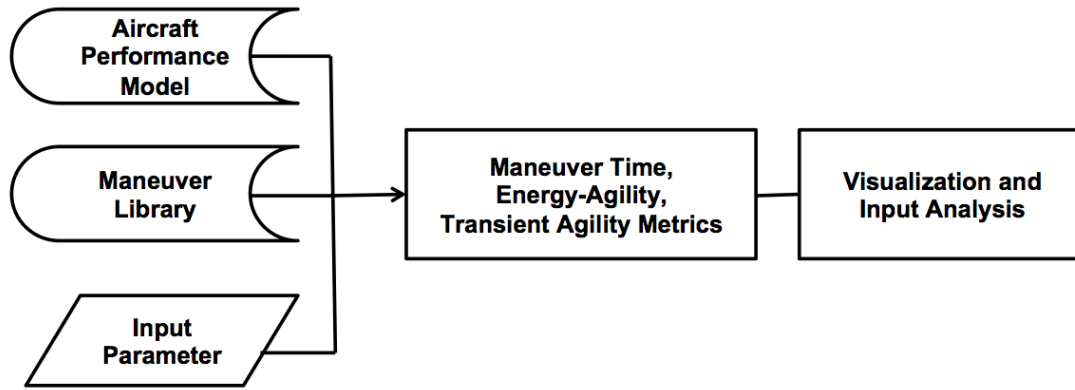 Aircraft
Performance
Model
Maneuver
Library
Input
Parameter
Maneuver Time,
Energy-Agility,
Transient Agility Metrics
Visualization and
Input Analysis